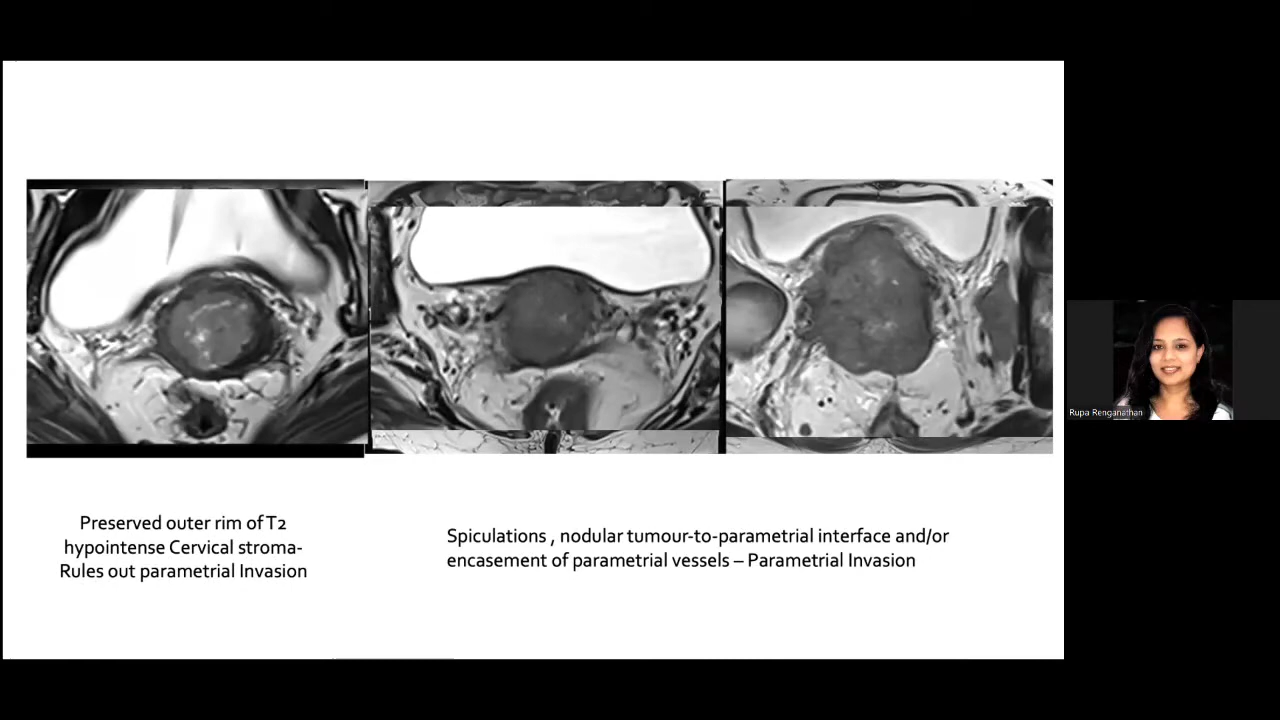 Preserved outer rim of T2
hypointense Cervical stroma-
Rules out parametrial Invasion
Spiculations , nodular tumour-to-parametrial interface and/or
encasement of parametrial vessels – Parametrial Invasion
Rupa Renganathan